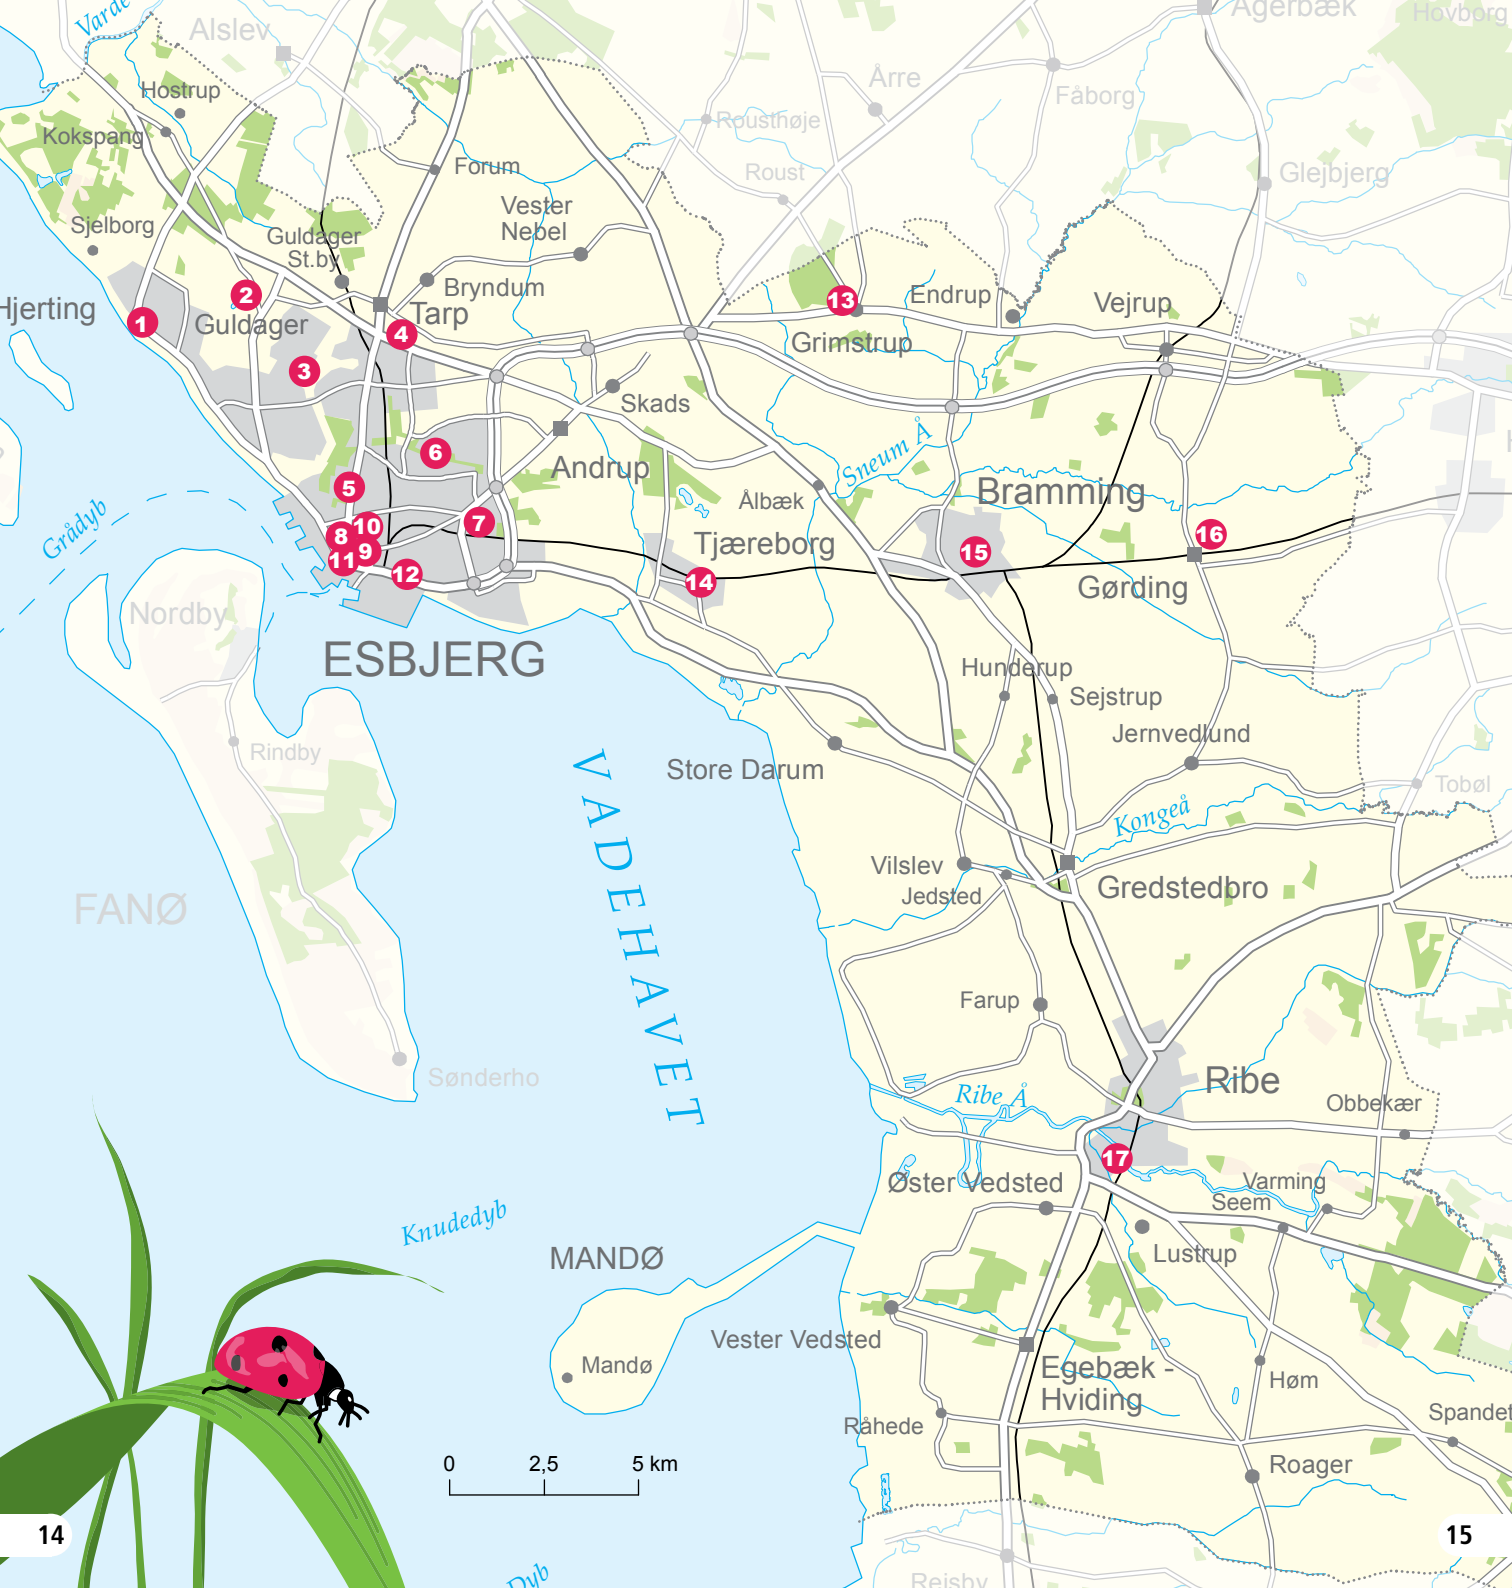 Varde
Alslev
Agerbæk
Hovborg
Hostrup
Kokspang
Årre
Fåborg
Rousthøje
Forum
Roust
Glejbjerg
Sjelborg
Vester
Nebel
Guldager
St.by
Bryndum
Hjerting
1
2
Guldager
Tarp
4
3
13
Grimstrup
Endrup
Vejrup
Skads
6
Andrup
Sneum Å
5
Ålbæk
Bramming
Grådyb
10
8
9
11
7
12
Tjæreborg
14
15
16
Gørding
Nordby
ESBJERG
Hunderup
Sejstrup
Jernvedlund
Rindby
Store Darum
Tobøl
VADEHAVET
Kongeå
Vilslev
Jedsted
Gredstedbro
FANØ
Farup
Sønderho
Ribe Å
Ribe
Obbekær
17
Øster Vedsted
Varming
Seem
Lustrup
Knudedyb
MANDØ
Vester Vedsted
Mandø
Egebæk -
Hviding
Høm
Råhede
Spandet
Roager
0 2,5 5 km
14
15
Dyb
Rejsby